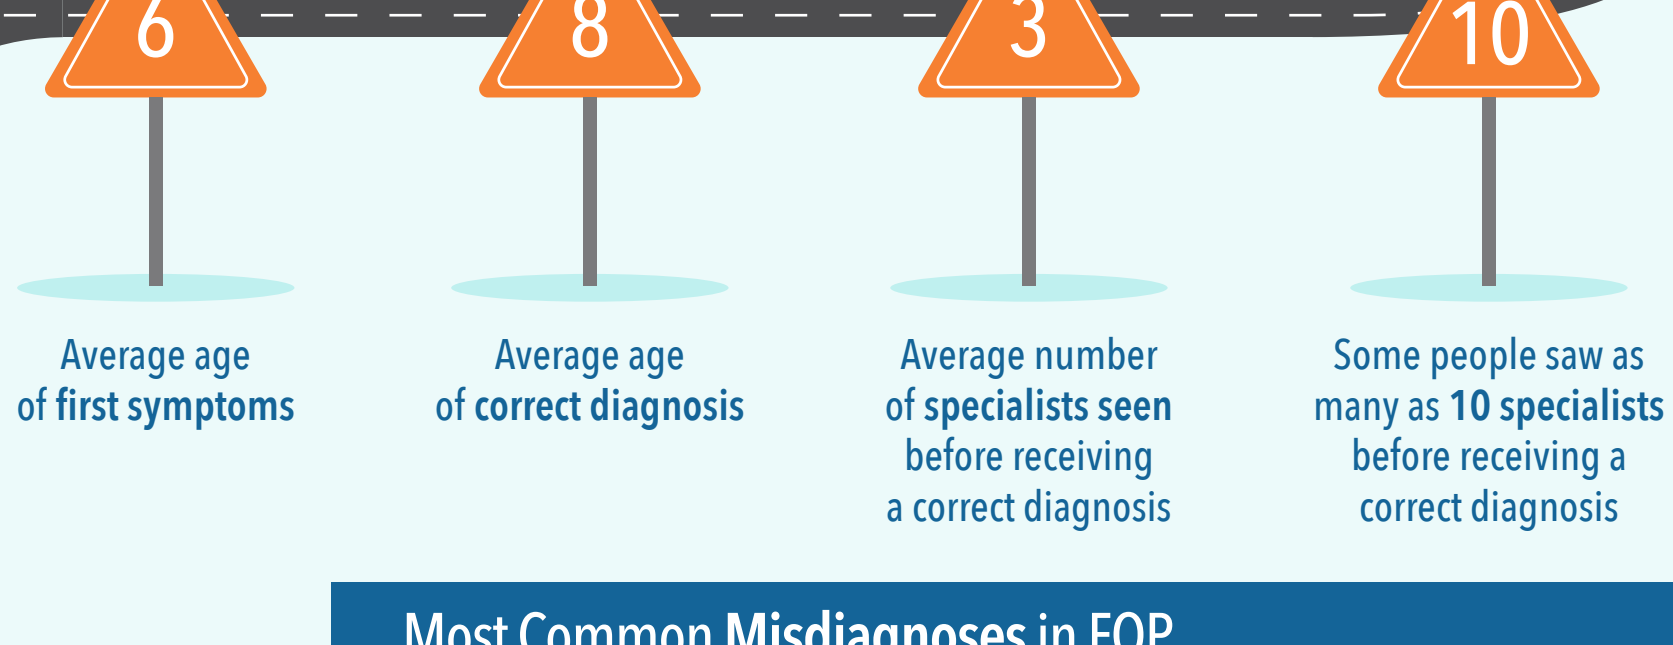 6
8
3
10
Average age
of first symptoms
Average age
of correct diagnosis
Average number
of specialists seen
before receiving
a correct diagnosis
Some people saw as
many as 10 specialists
before receiving a
correct diagnosis
Most Common Misdiagnoses in FOP